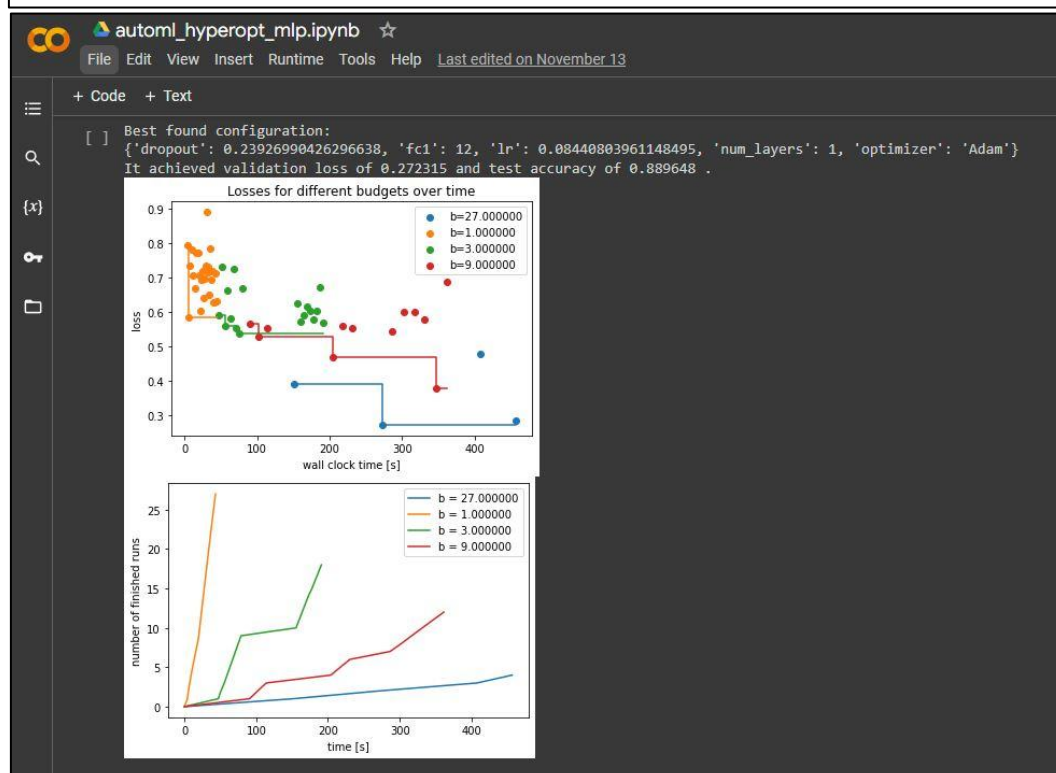 automl_hyperopt_mlp.ipynb
File Edit View Insert Runtime Tools Help Last edited on November 13
+ Code + Text
[ ] Best found configuration:
{'dropout': 0.23926990426296638, 'fc1': 12, 'lr': 0.08440803961148495, 'num_layers': 1, 'optimizer': 'Adam'}
It achieved validation loss of 0.272315 and test accuracy of 0.889648 .
{x}
Losses for different budgets over time
b=27.000000
b=1.000000
b=3.000000
b=9.000000
0.9
0.8
0.7
0.6
0.5
0.4
0.3
loss
0 100 200 300 400
wall clock time [s]
b = 27.000000
b = 1.000000
b = 3.000000
b = 9.000000
25
20
15
10
5
0
number of finished runs
0 100 200 300 400
time [s]